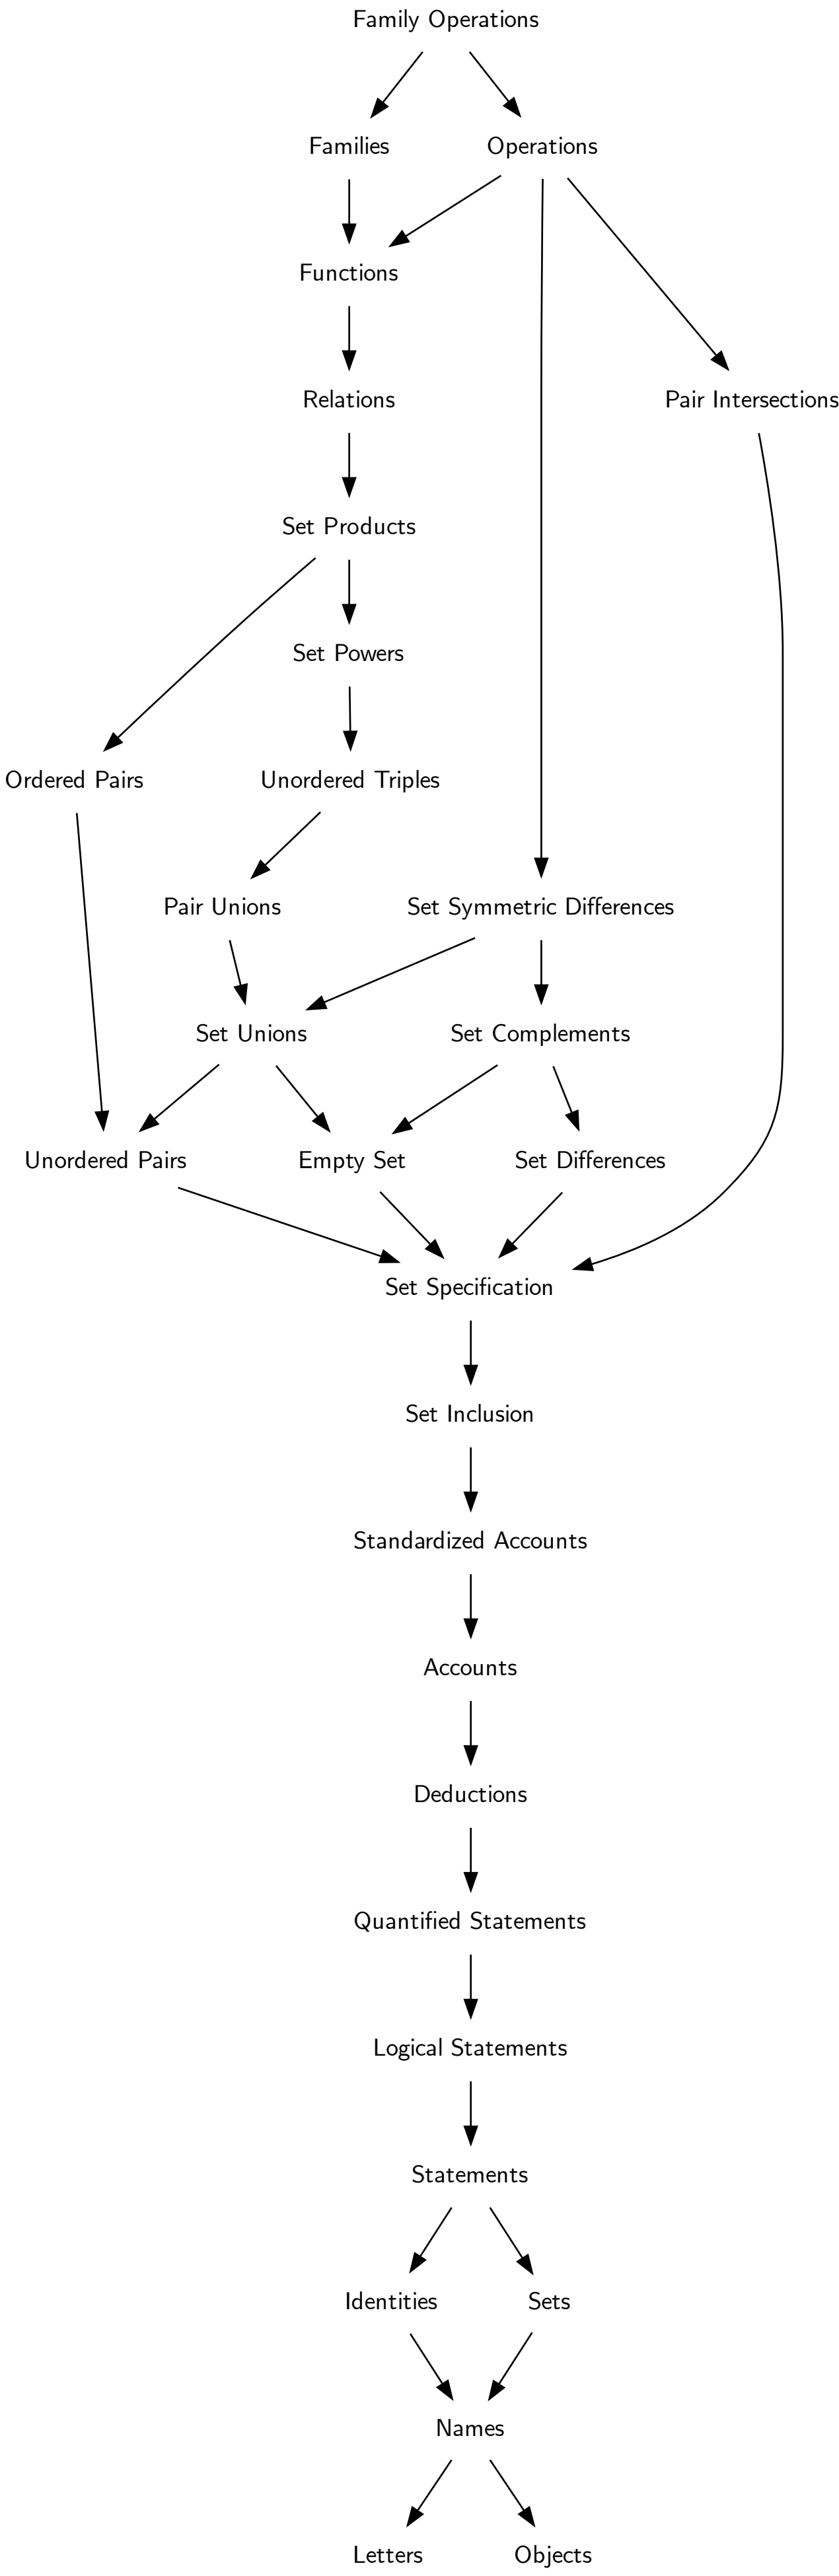 Family Operations
Families
Operations
Functions
Relations
Pair Intersections
Set Products
Set Powers
Ordered Pairs
Unordered Triples
Pair Unions
Set Symmetric Differences
Set Unions
Set Complements
Unordered Pairs
Empty Set
Set Differences
Set Specification
Set Inclusion
Standardized Accounts
Accounts
Deductions
Quantified Statements
Logical Statements
Statements
Identities
Sets
Names
Letters
Objects